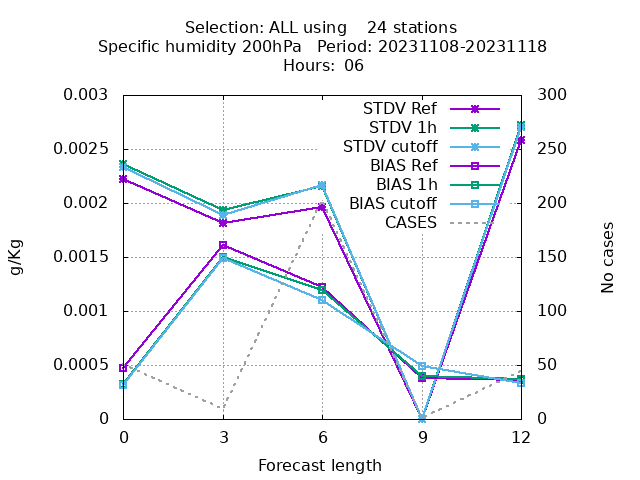 Selection: ALL using    24 stations
Specific humidity 200hPa   Period: 20231108-20231118
Hours:  06
0.003
0.0025
0.002
0.0015
0.001
0.0005
0
300
250
200
150
100
50
0
STDV Ref
STDV 1h
STDV cutoff
BIAS Ref
BIAS 1h
BIAS cutoff
CASES
g/Kg
No cases
0
3
6
9
12
Forecast length